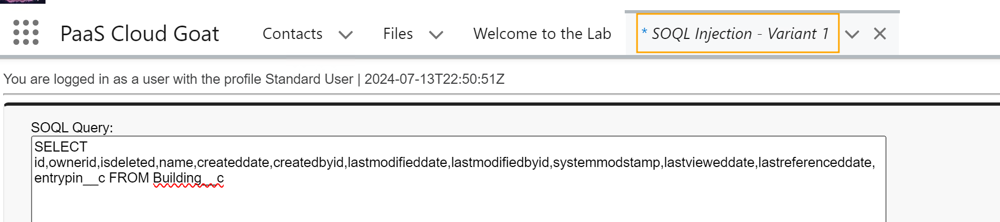 PaaS Cloud Goat Contacts Files Welcome to the Lab * SOQL Injection - Variant 1
You are logged in as a user with the profile Standard User | 2024-07-13T22:50:51Z
SOQL Query:
SELECT
id,ownerid,isdeleted,name,createddate,createdbyid,lastmodifieddate,lastmodifiedbyid,systemmodstamp,lastvieweddate,lastreferenceddate,
entrypin__c FROM Building__c